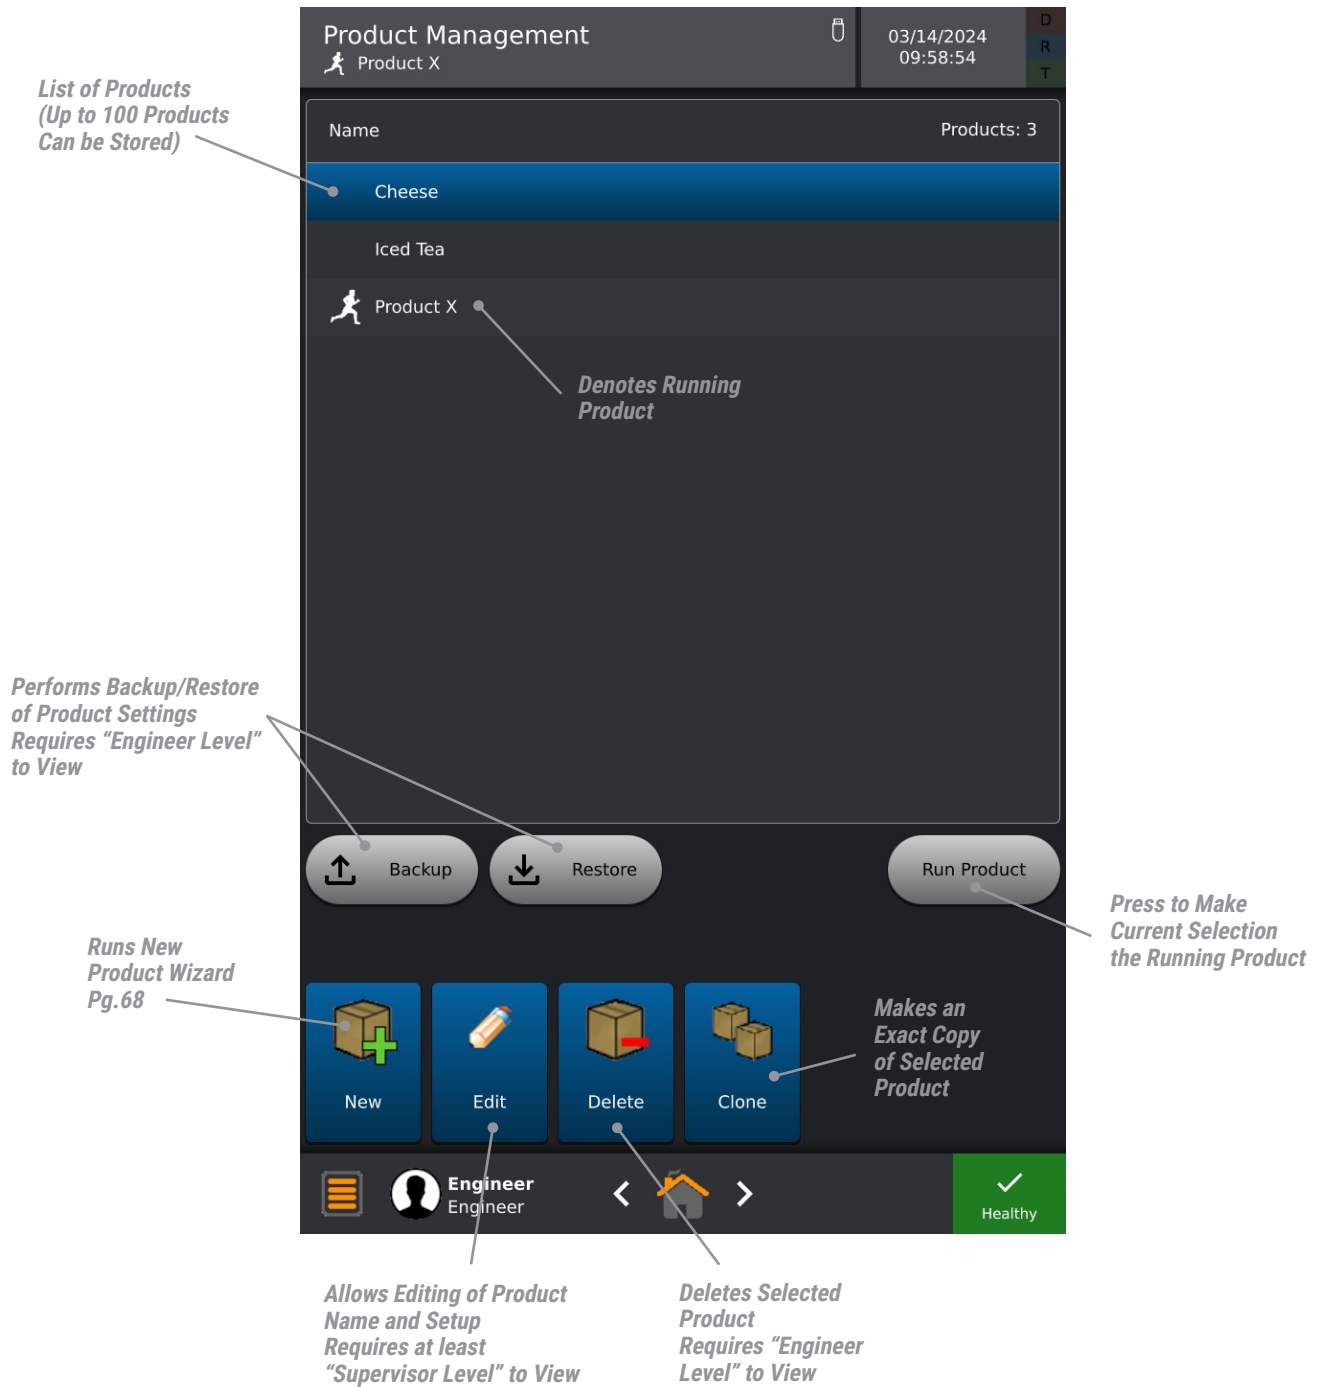 Product Management
Product X
03/14/2024
09:58:54
D
R
T
List of Products
(Up to 100 Products
Can be Stored)
Name
Products: 3
Cheese
Iced Tea
Product X
Denotes Running
Product
Performs Backup/Restore
of Product Settings
Requires “Engineer Level”
to View
Backup
Restore
Run Product
Press to Make
Current Selection
the Running Product
Runs New
Product Wizard
Pg.68
Makes an
Exact Copy
of Selected
Product
New
Edit
Delete
Clone
Engineer
Engineer
Healthy
Allows Editing of Product
Name and Setup
Requires at least
“Supervisor Level” to View
Deletes Selected
Product
Requires “Engineer
Level” to View